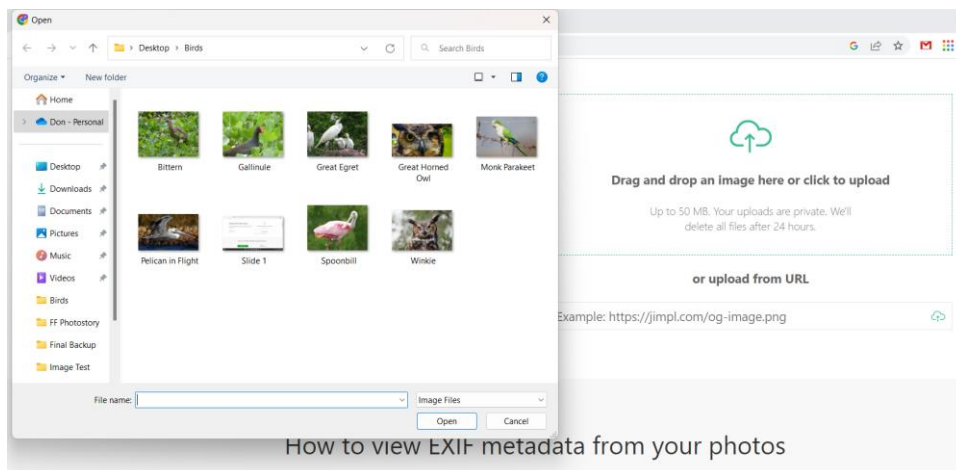 Open
Desktop > Birds
Search Birds
Organize
New folder
Home
Don - Personal
Desktop
Downloads
Documents
Pictures
Music
Videos
Birds
FF Photostory
Final Backup
Image Test
Bittern
Gallinule
Great Egret
Great Horned
Owl
Monk Parakeet
Pelican in Flight
Slide 1
Spoonbill
Winkie
File name:
Image Files
Open
Cancel
Drag and drop an image here or click to upload
Up to 50 MB. Your uploads are private. We'll
delete all files after 24 hours.
or upload from URL
Example: https://jimpl.com/og-image.png
How to view EXIF metadata from your photos